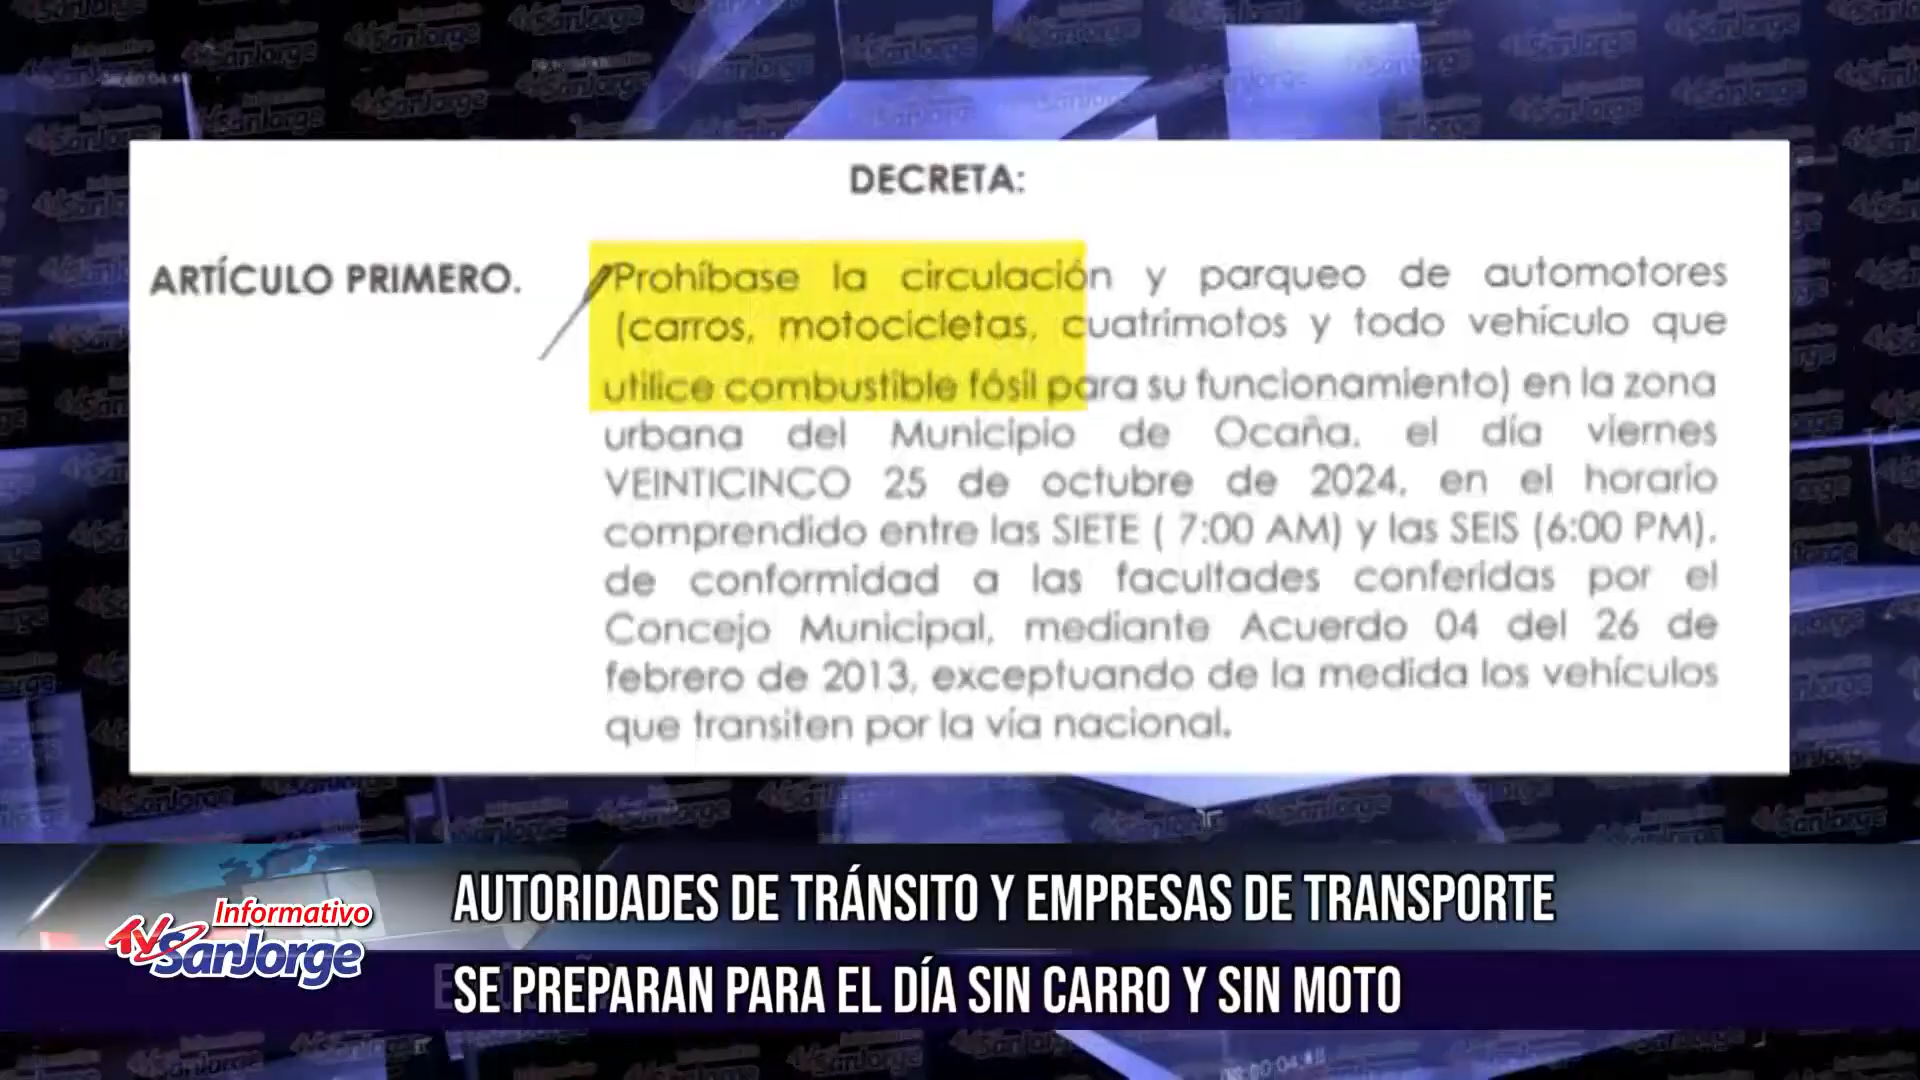 DECRETA:
ARTÍCULO PRIMERO. Prohíbase la circulación y parqueo de automotores
(carros, motocicletas, cuatrimotos y todo vehículo que
utilice combustible fósil para su funcionamiento) en la zona
urbana del Municipio de Ocaña, el día viernes
VEINTICINCO 25 de octubre de 2024, en el horario
comprendido entre las SIETE ( 7:00 AM) y las SEIS (6:00 PM),
de conformidad a las facultades conferidas por el
Concejo Municipal, mediante Acuerdo 04 del 26 de
febrero de 2013, exceptuando de la medida los vehículos
que transiten por la vía nacional.
AUTORIDADES DE TRÁNSITO Y EMPRESAS DE TRANSPORTE
SE PREPARAN PARA EL DÍA SIN CARRO Y SIN MOTO
Informativo
TV SanJorge